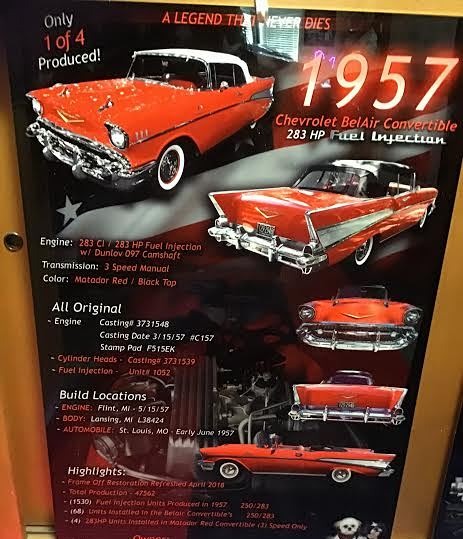 Only
1 of 4
Produced!
A LEGEND THAT NEVER DIES
1957
Chevrolet BelAir Convertible
283 HP Fuel Injection
Engine: 283 CI / 283 HP Fuel Injection
w/ Dunlov 097 Camshaft
Transmission: 3 Speed Manual
Color: Matador Red / Black Top
All Original
- Engine Casting# 3731548
Casting Date 3/15/57 #C157
Stamp Pad F515EK
- Cylinder Heads - Casting# 3731539
- Fuel Injection - Unit# 1052
Build Locations
- ENGINE: Flint, MI - 5/15/57
- BODY: Lansing, MI L38424
- AUTOMOBILE: St. Louis, MO - Early June 1957
Highlights:
- Frame Off Restoration Refreshed April 2018
- Total Production - 47562
- (1530) Fuel Injection Units Produced in 1957 250/283
- (68) Units Installed in the Belair Convertible's 250/283
- (4) 283HP Units Installed in Matador Red Convertible (3) Speed Only